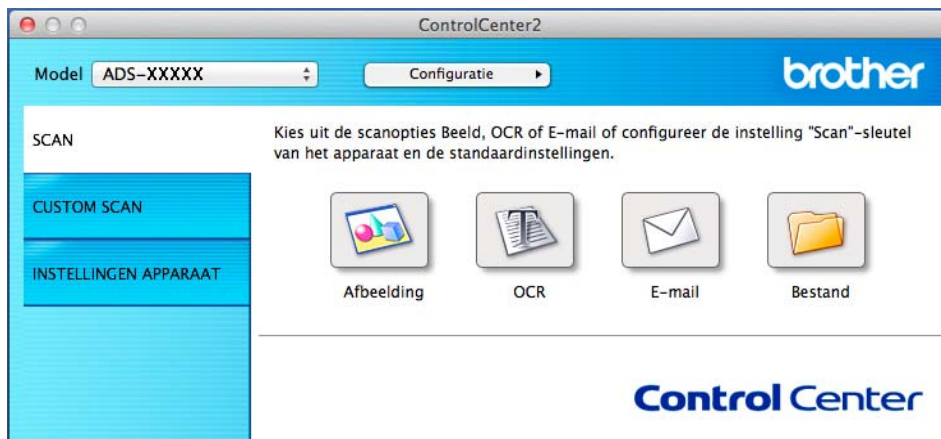 ControlCenter2
Model ADS-XXXXX Configuratie brother
SCAN
Kies uit de scanopties Beeld, OCR of E-mail of configureer de instelling "Scan"-sleutel
van het apparaat en de standaardinstellingen.
CUSTOM SCAN
INSTELLINGEN APPARAAT
Afbeelding OCR E-mail Bestand
Control Center